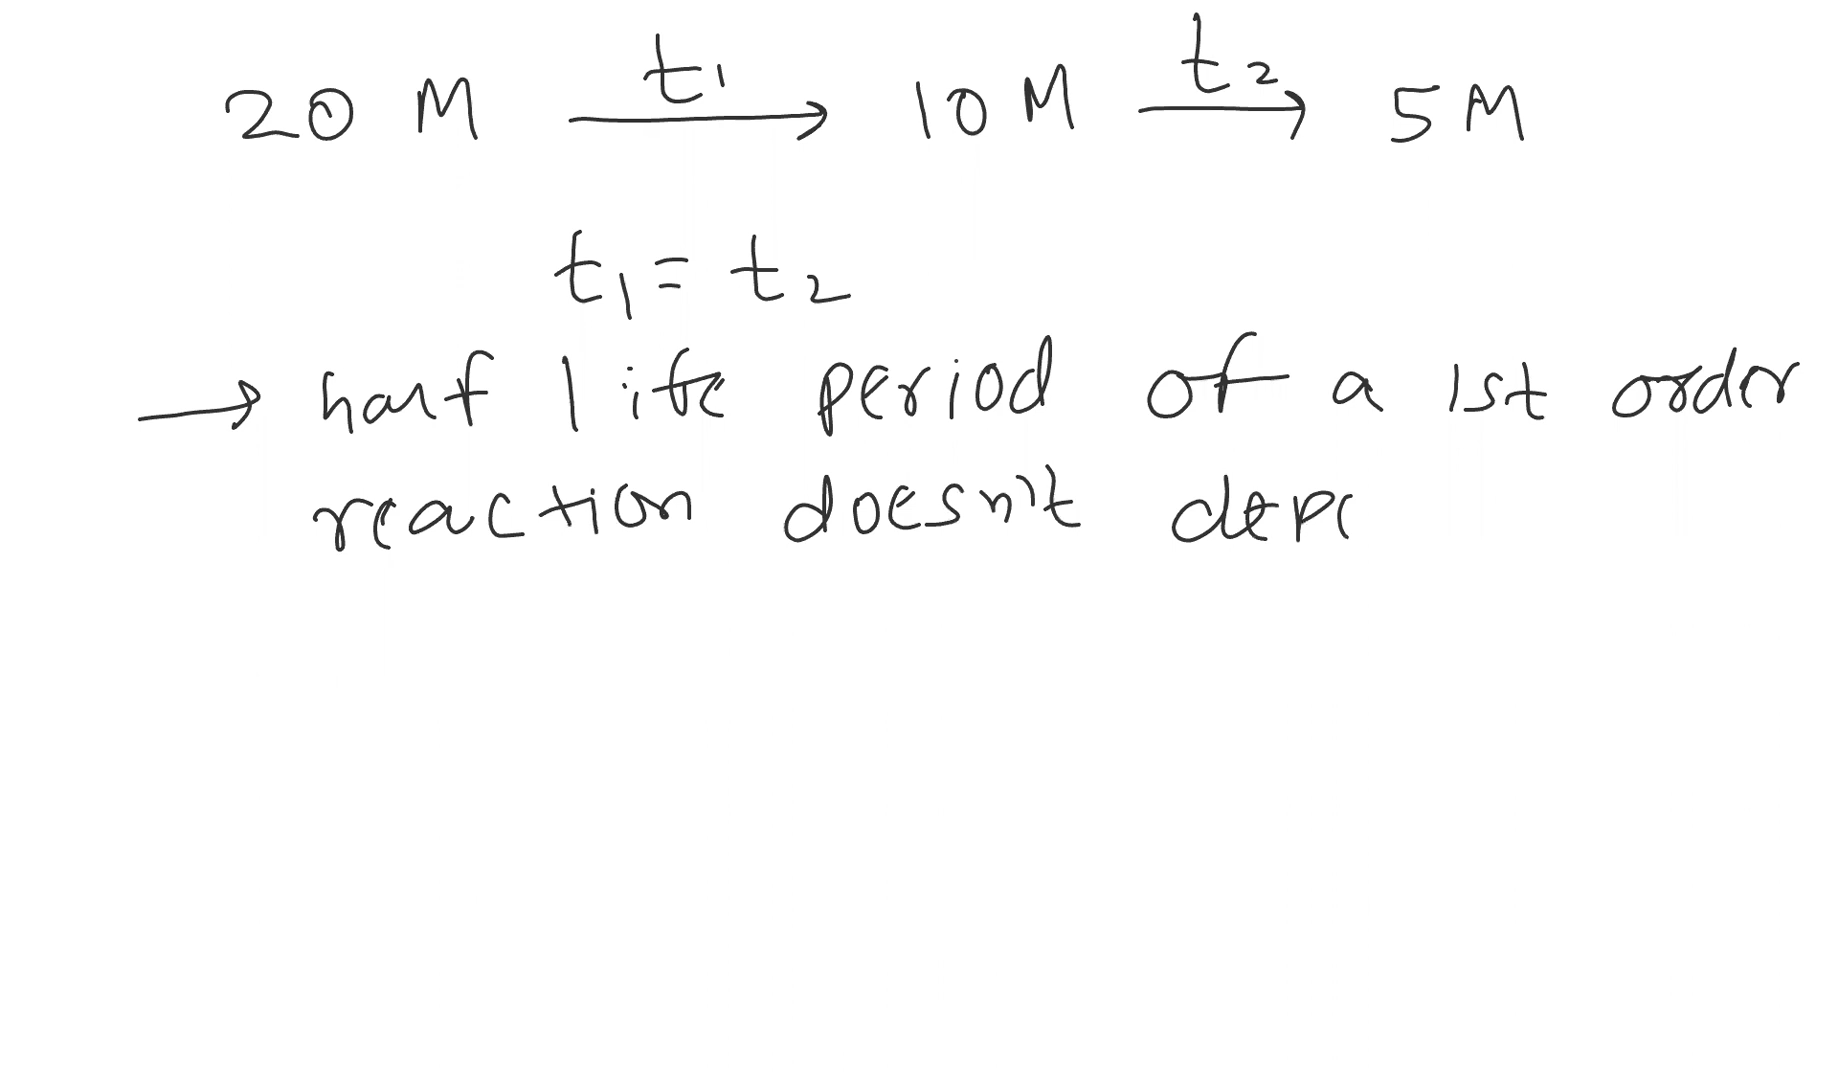 20 M t1 → 10 M t2 → 5 M
t1 = t2
→ half life period of a 1st order
reaction doesn't depe